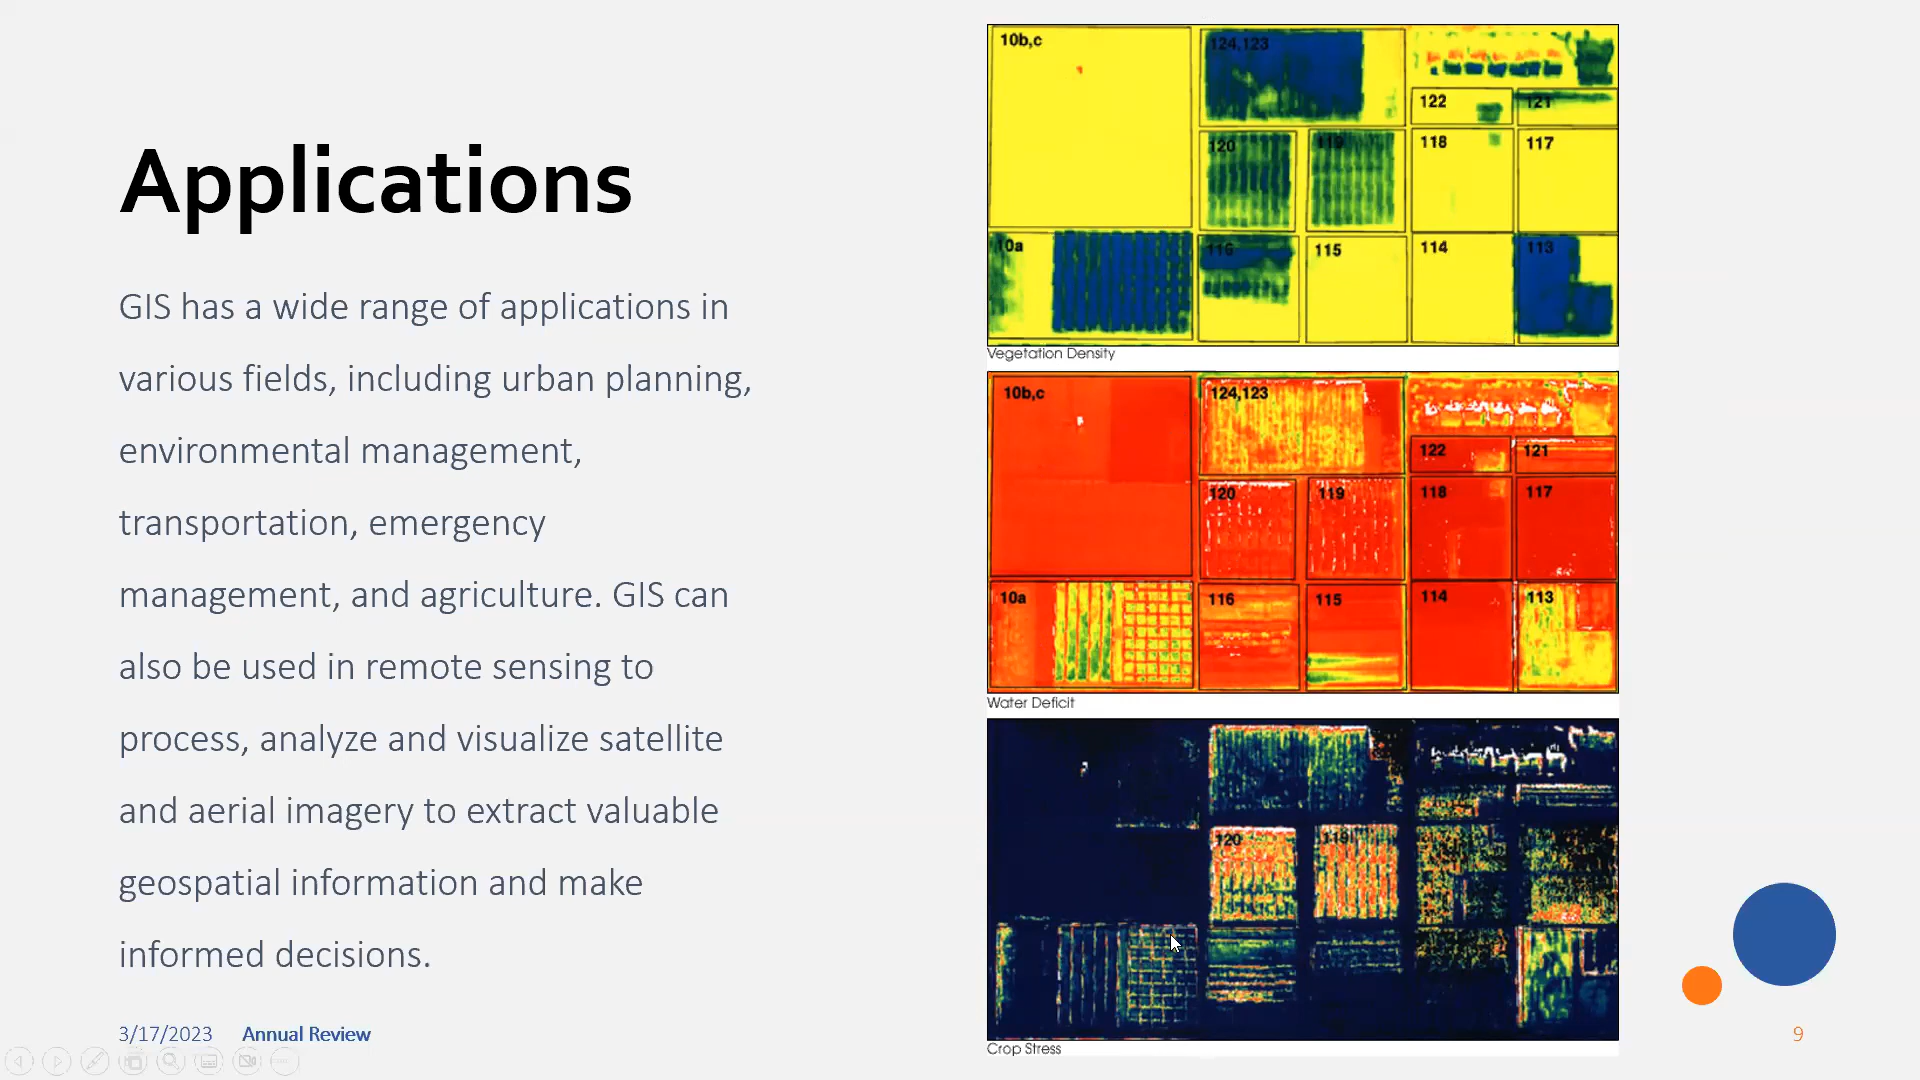 Applications
GIS has a wide range of applications in
various fields, including urban planning,
environmental management,
transportation, emergency
management, and agriculture. GIS can
also be used in remote sensing to
process, analyze and visualize satellite
and aerial imagery to extract valuable
geospatial information and make
informed decisions.
3/17/2023 Annual Review
10b,c
124,123
122
121
120
119
118
117
10a
116
115
114
113
Vegetation Density
10b,c
124,123
122
121
120
119
118
117
10a
116
115
114
113
Water Deficit
120
119
Crop Stress
9